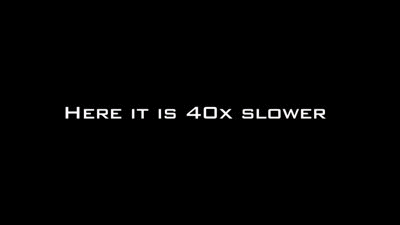 Here it is 40x slower